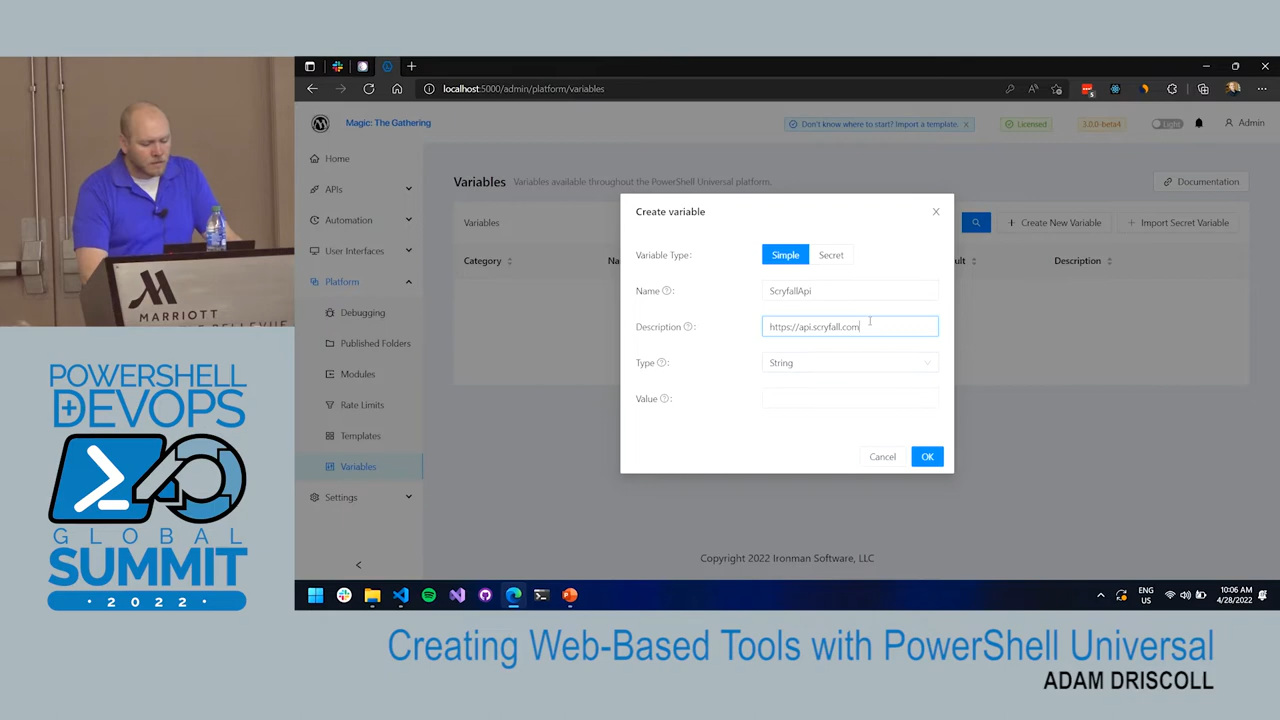 localhost:5000/admin/platform/variables
Magic: The Gathering
Don't know where to start? Import a template.
Licensed
3.0.0-beta4
Light
Admin
Home
APIs
Automation
User Interfaces
Platform
Debugging
Published Folders
Modules
Rate Limits
Templates
Variables
Settings
Variables
Variables available throughout the PowerShell Universal platform.
Documentation
Variables
Create New Variable
Import Secret Variable
Category
Description
Create variable
Variable Type:
Simple
Secret
Name
:
ScryfallApi
Description
:
https://api.scryfall.com
Type
:
String
Value
:
Cancel
OK
Copyright 2022 Ironman Software, LLC
ENG
US
10:06 AM
4/28/2022
MARRIOTT
POWERSHELL
DEVOPS
GLOBAL
SUMMIT
· 2022 ·
Creating Web-Based Tools with PowerShell Universal
ADAM DRISCOLL